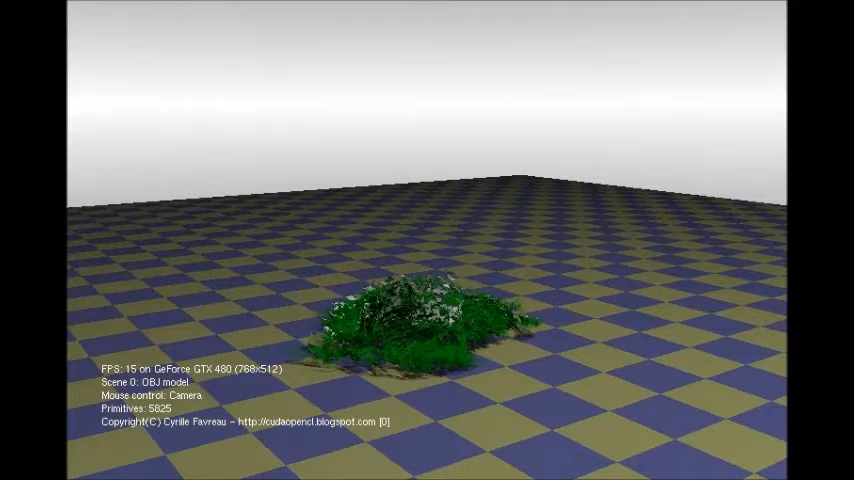 FPS: 15 on GeForce GTX 480 (768x512)
Scene 0: OBJ model
Mouse control: Camera
Primitives: 5825
Copyright(C) Cyrille Favreau - http://cudaopencl.blogspot.com [0]